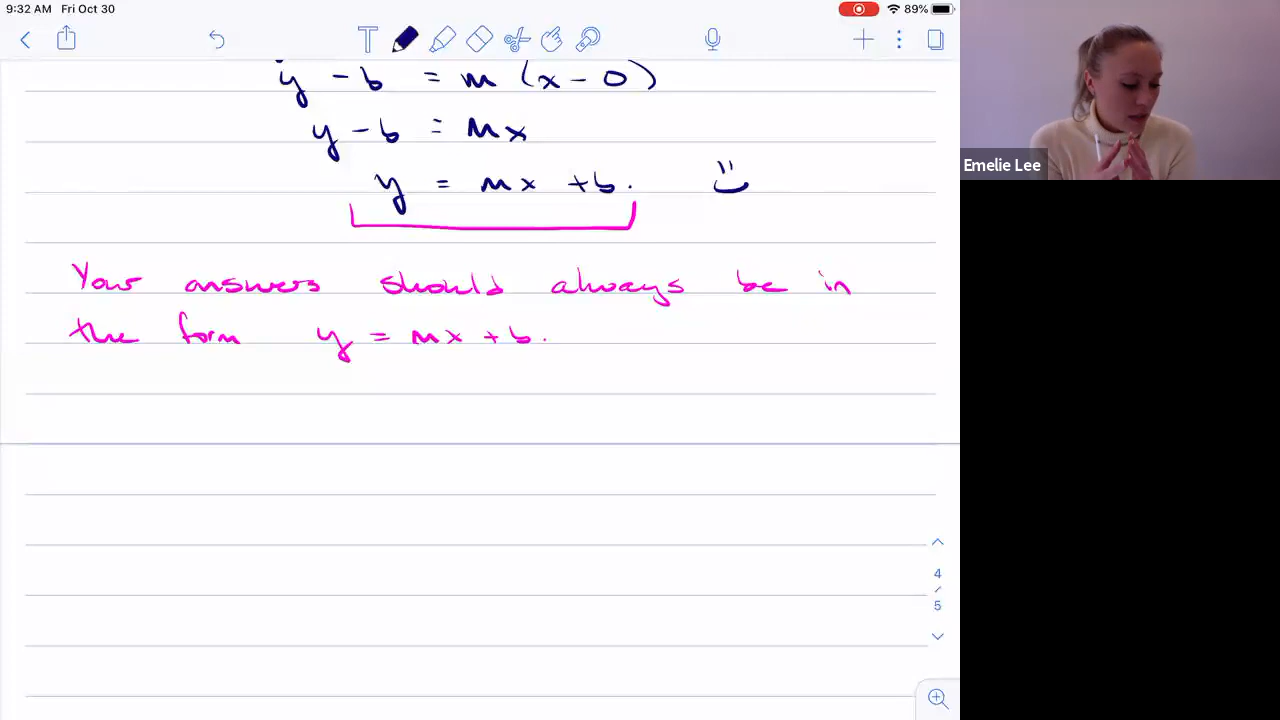 9:32 AM Fri Oct 30
89%
y - b = m (x - 0)
y - b = mx
y = mx + b.
Emelie Lee
Your answers should always be in
the form y = mx + b.
4
/
5